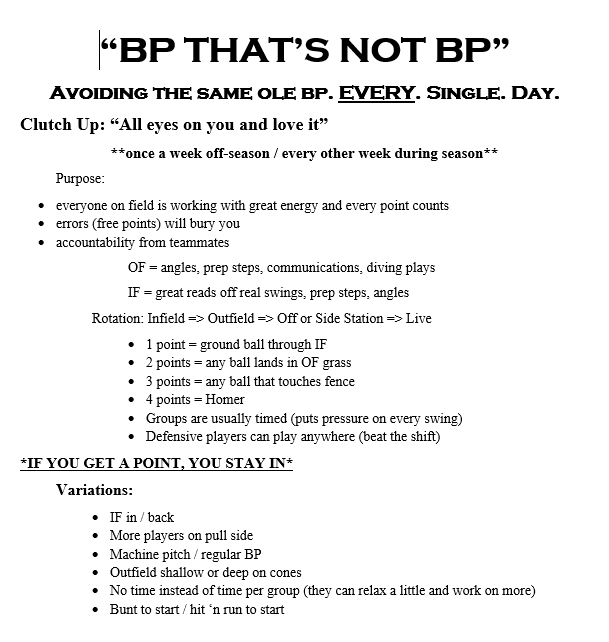 “BP THAT’S NOT BP”
AVOIDING THE SAME OLE BP. EVERY. SINGLE. DAY.
Clutch Up: “All eyes on you and love it”
**once a week off-season / every other week during season**
Purpose:
• everyone on field is working with great energy and every point counts
• errors (free points) will bury you
• accountability from teammates
OF = angles, prep steps, communications, diving plays
IF = great reads off real swings, prep steps, angles
Rotation: Infield => Outfield => Off or Side Station => Live
• 1 point = ground ball through IF
• 2 points = any ball lands in OF grass
• 3 points = any ball that touches fence
• 4 points = Homer
• Groups are usually timed (puts pressure on every swing)
• Defensive players can play anywhere (beat the shift)
*IF YOU GET A POINT, YOU STAY IN*
Variations:
• IF in / back
• More players on pull side
• Machine pitch / regular BP
• Outfield shallow or deep on cones
• No time instead of time per group (they can relax a little and work on more)
• Bunt to start / hit ‘n run to start